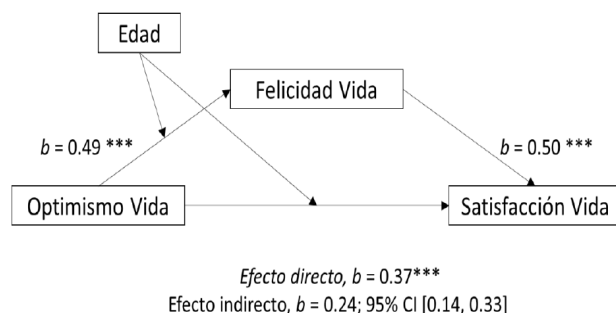 Edad
Felicidad Vida
b = 0.49 ***
b = 0.50 ***
Optimismo Vida
Satisfacción Vida
Efecto directo, b = 0.37***
Efecto indirecto, b = 0.24; 95% CI [0.14, 0.33]